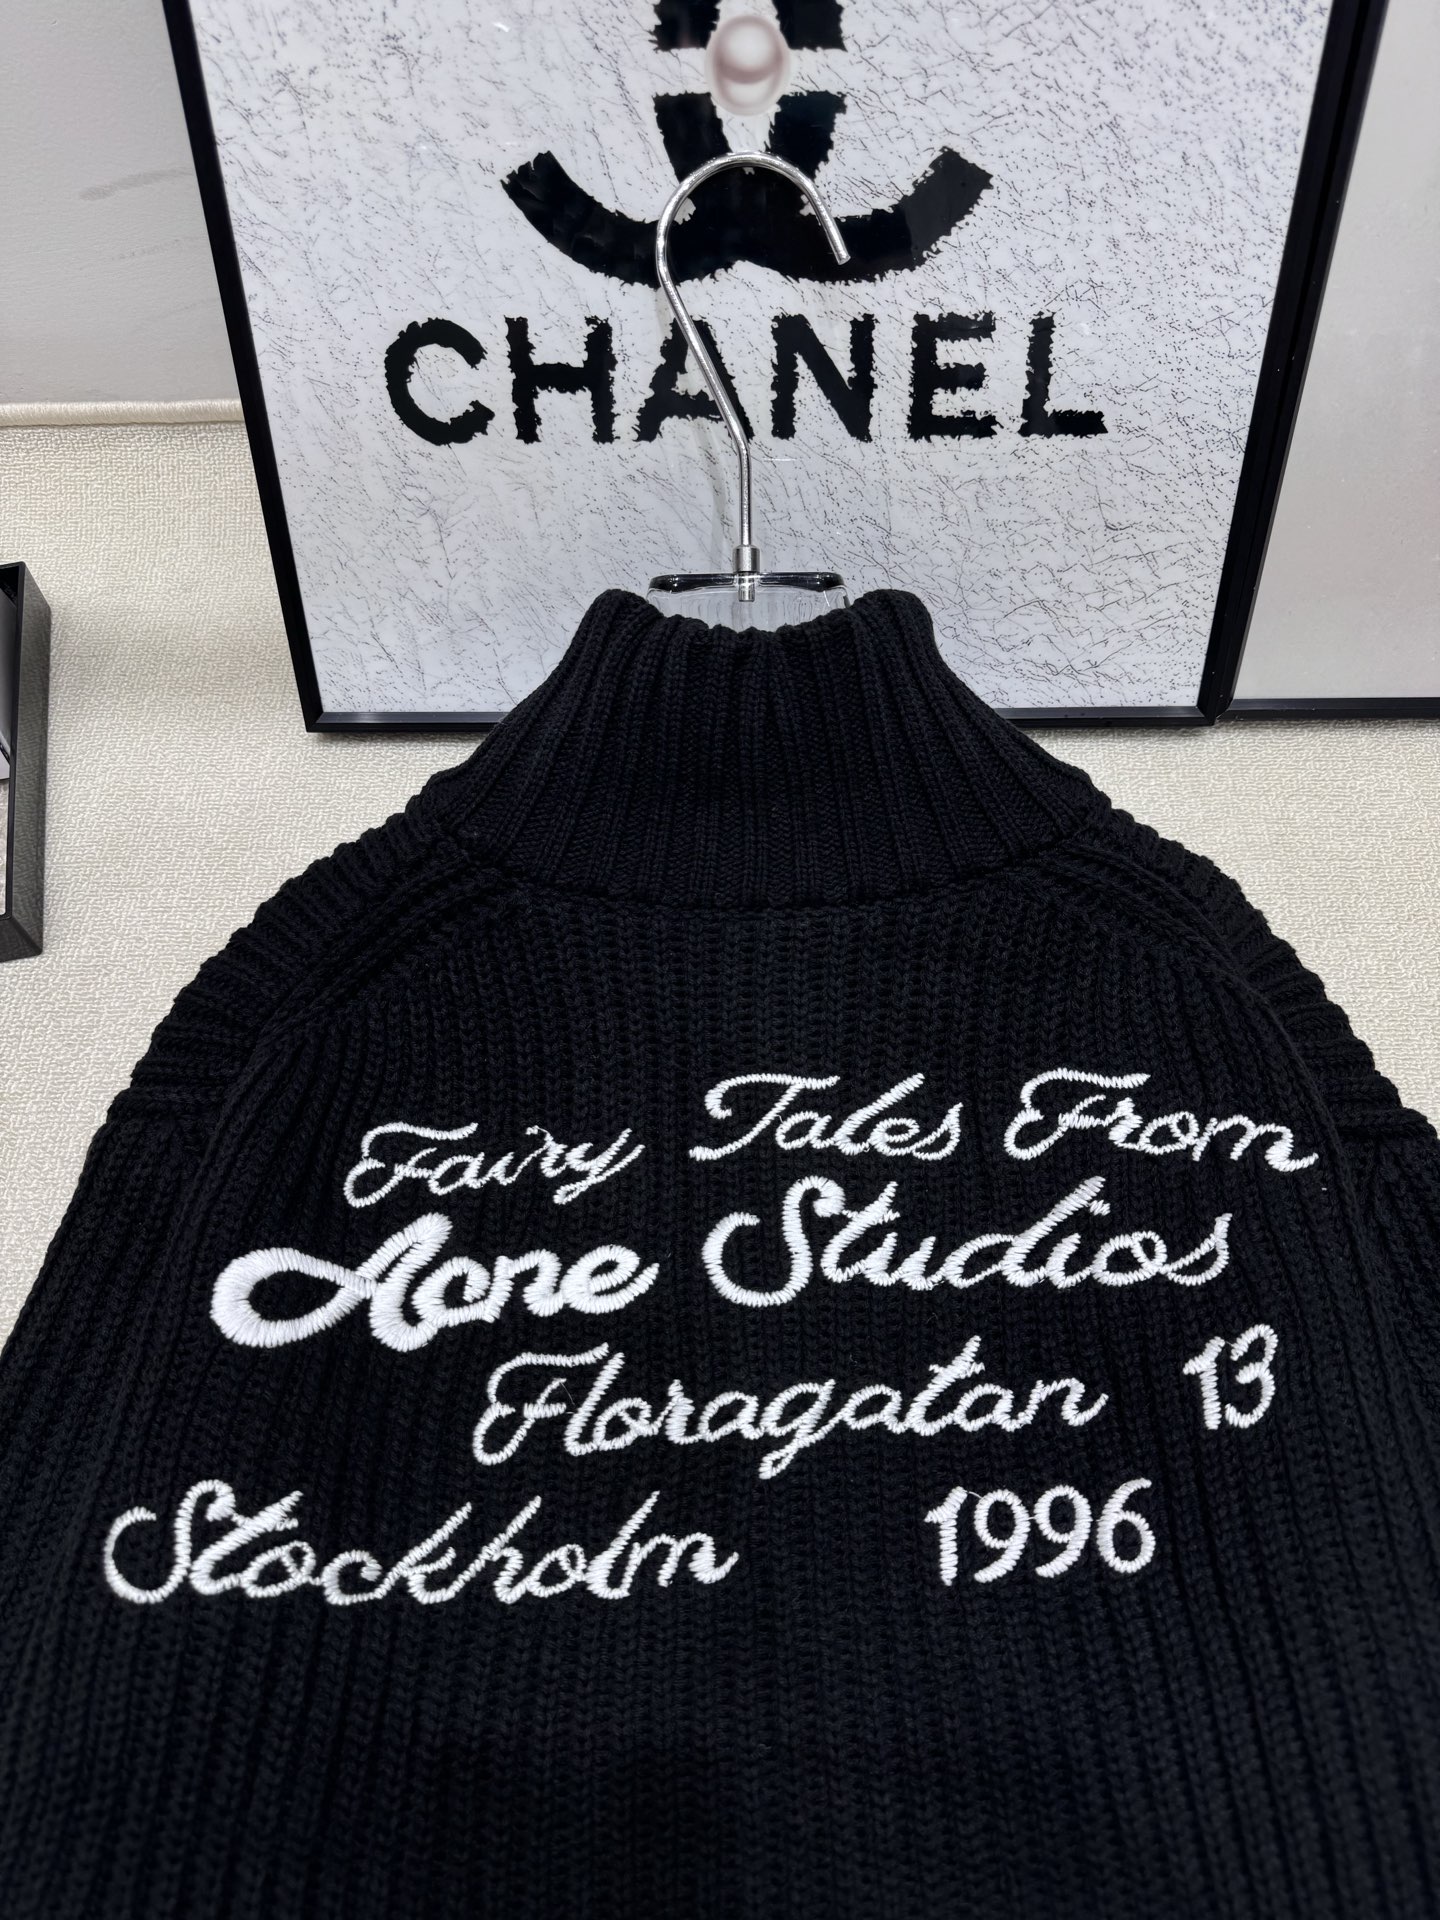 CHANEL
Fairy Tales From
Acne Studios
Floragatan 13
Stockholm 1996